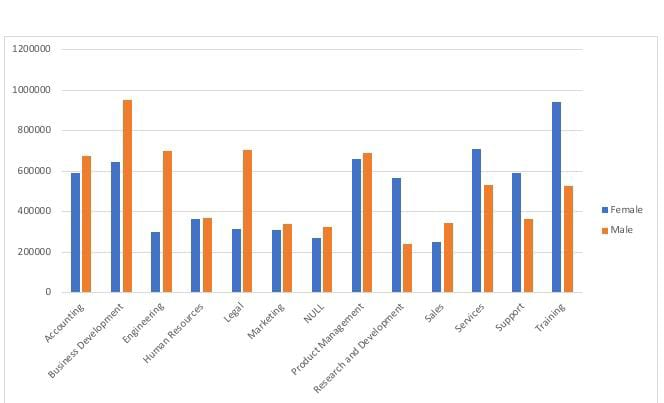 1200000
1000000
800000
600000
400000
200000
0
Accounting
Business Development
Engineering
Human Resources
Legal
Marketing
NULL
Product Management
Research and Development
Sales
Services
Support
Training
Female
Male